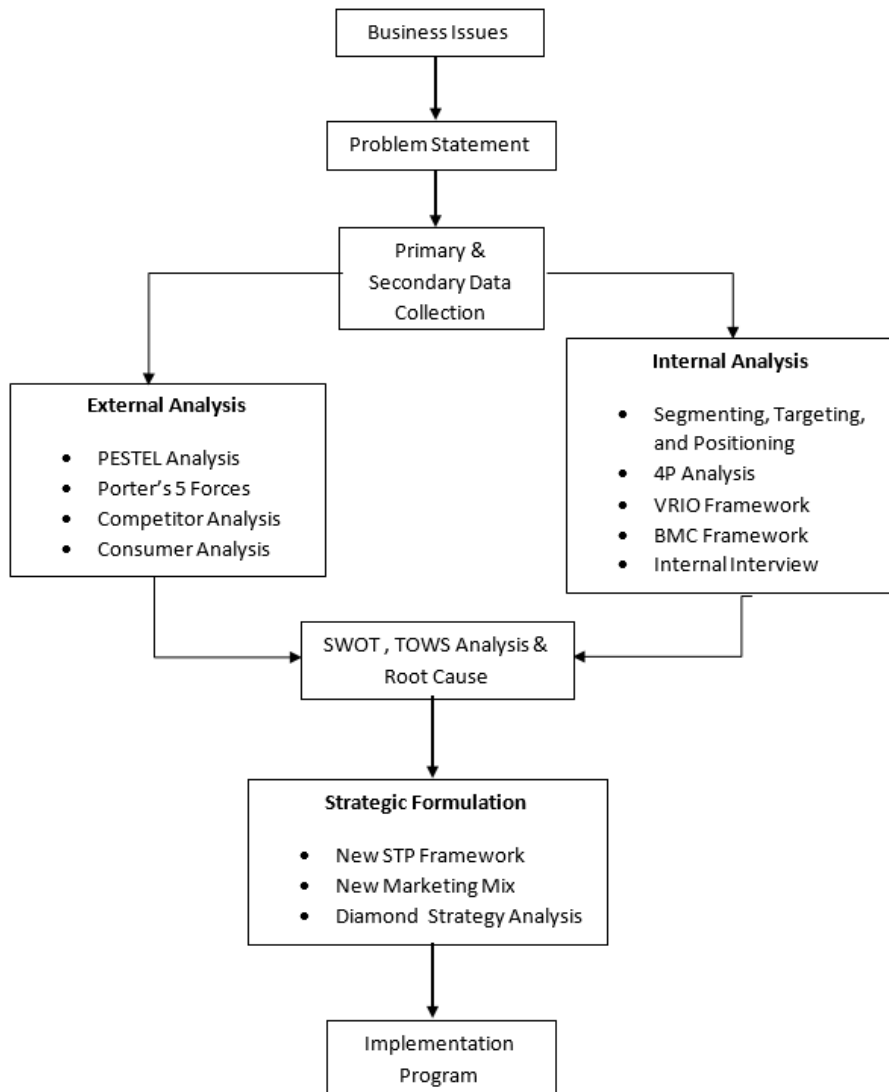 Business Issues
Problem Statement
Primary &
Secondary Data
Collection
External Analysis
• PESTEL Analysis
• Porter's 5 Forces
• Competitor Analysis
• Consumer Analysis
Internal Analysis
• Segmenting, Targeting,
and Positioning
• 4P Analysis
• VRIO Framework
• BMC Framework
• Internal Interview
SWOT , TOWS Analysis &
Root Cause
Strategic Formulation
• New STP Framework
• New Marketing Mix
• Diamond Strategy Analysis
Implementation
Program